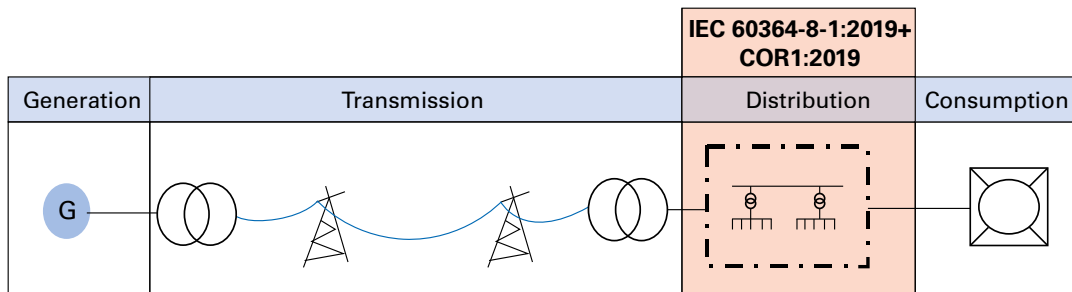 IEC 60364-8-1:2019+
COR1:2019
Generation
Transmission
Distribution
Consumption
G